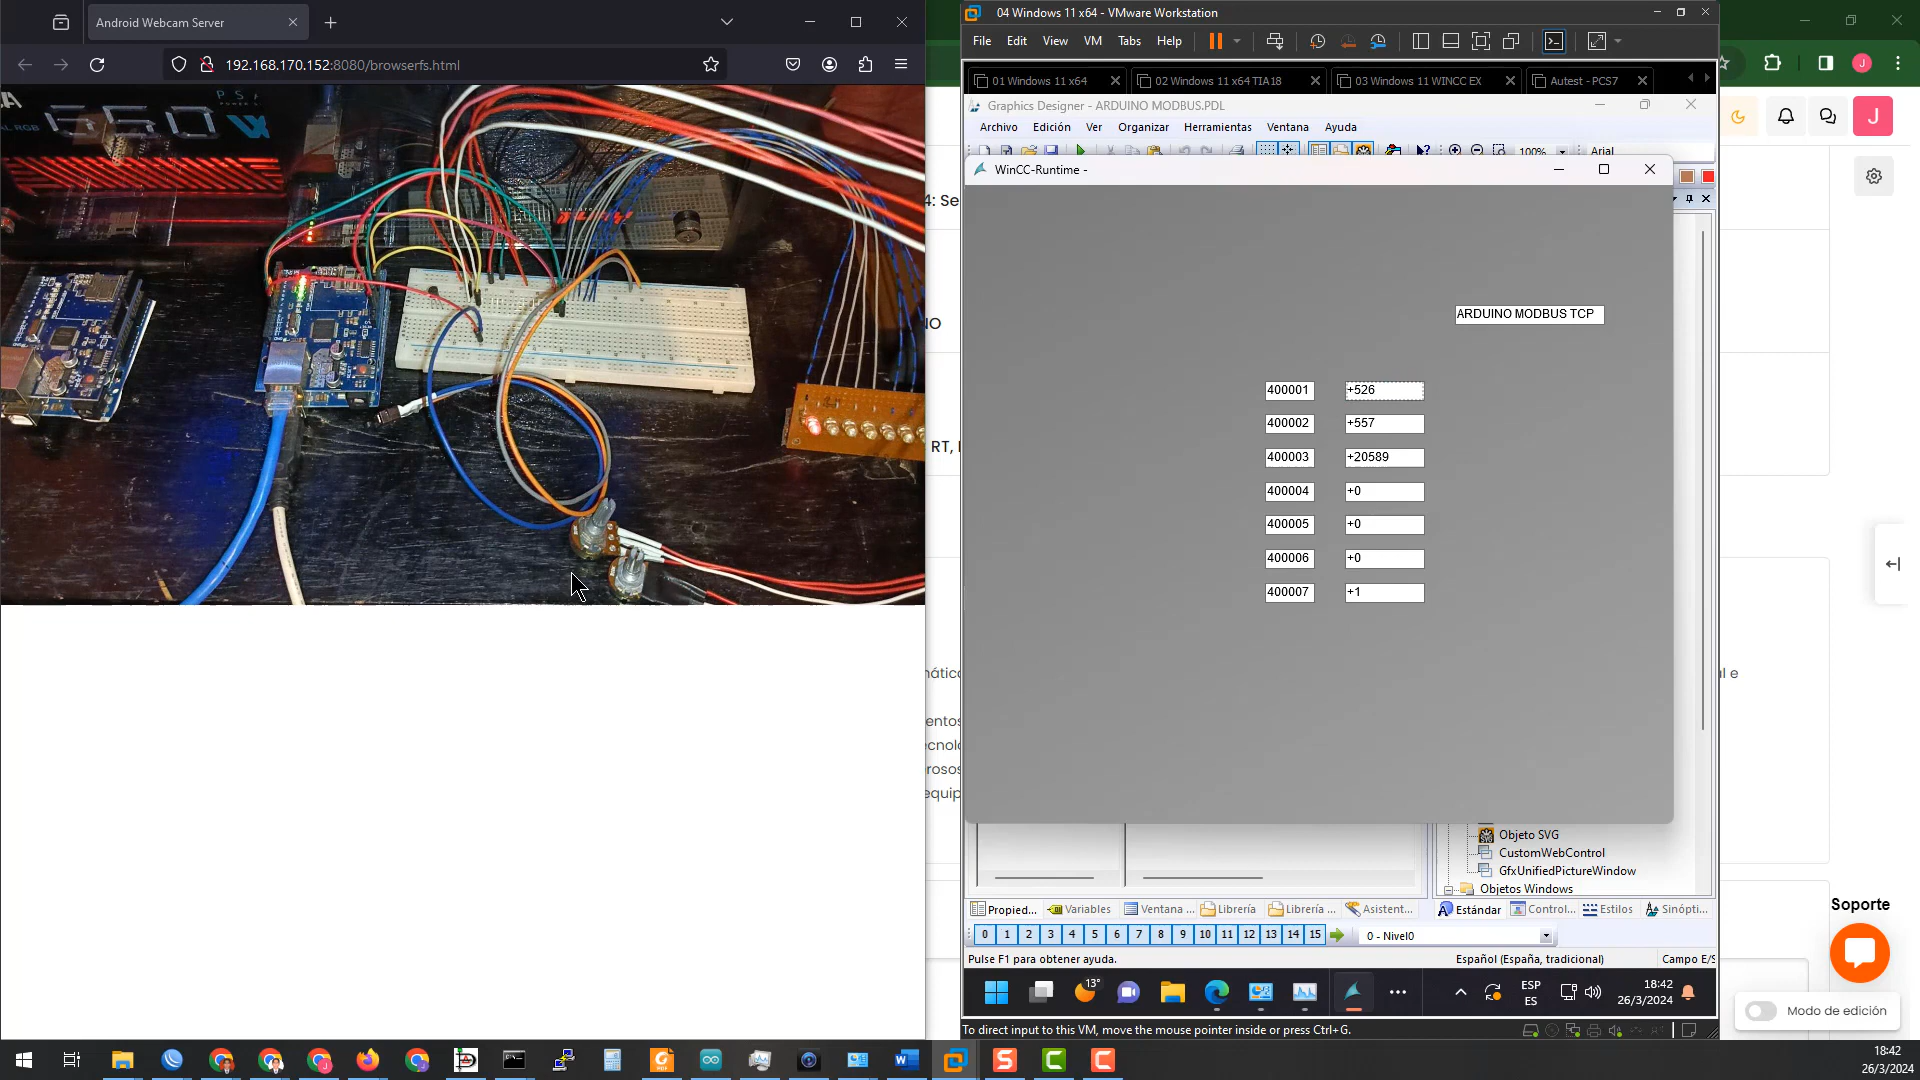 Android Webcam Server
192.168.170.152:8080/browserfs.html
04 Windows 11 x64 - VMware Workstation
File Edit View VM Tabs Help
01 Windows 11 x64
02 Windows 11 x64 TIA18
03 Windows 11 WINCC EX
Autest - PCS7
Graphics Designer - ARDUINO MODBUS.PDL
Archivo Edición Ver Organizar Herramientas Ventana Ayuda
100% Arial
WinCC-Runtime -
ARDUINO MODBUS TCP
400001 +526
400002 +557
400003 +20589
400004 +0
400005 +0
400006 +0
400007 +1
Objeto SVG
CustomWebControl
GfxUnifiedPictureWindow
Objetos Windows
Propied... Variables Ventana ... Librería Librería ... Asistent... Estándar Control... Estilos Sinópti...
0 1 2 3 4 5 6 7 8 9 10 11 12 13 14 15 0 - Nivel0
Pulse F1 para obtener ayuda. Español (España, tradicional) Campo E/S
13°
ESP
ES
18:42
26/3/2024
To direct input to this VM, move the mouse pointer inside or press Ctrl+G.
4: Se
NO
RT,
Soporte
Modo de edición
J
J
18:42
26/3/2024